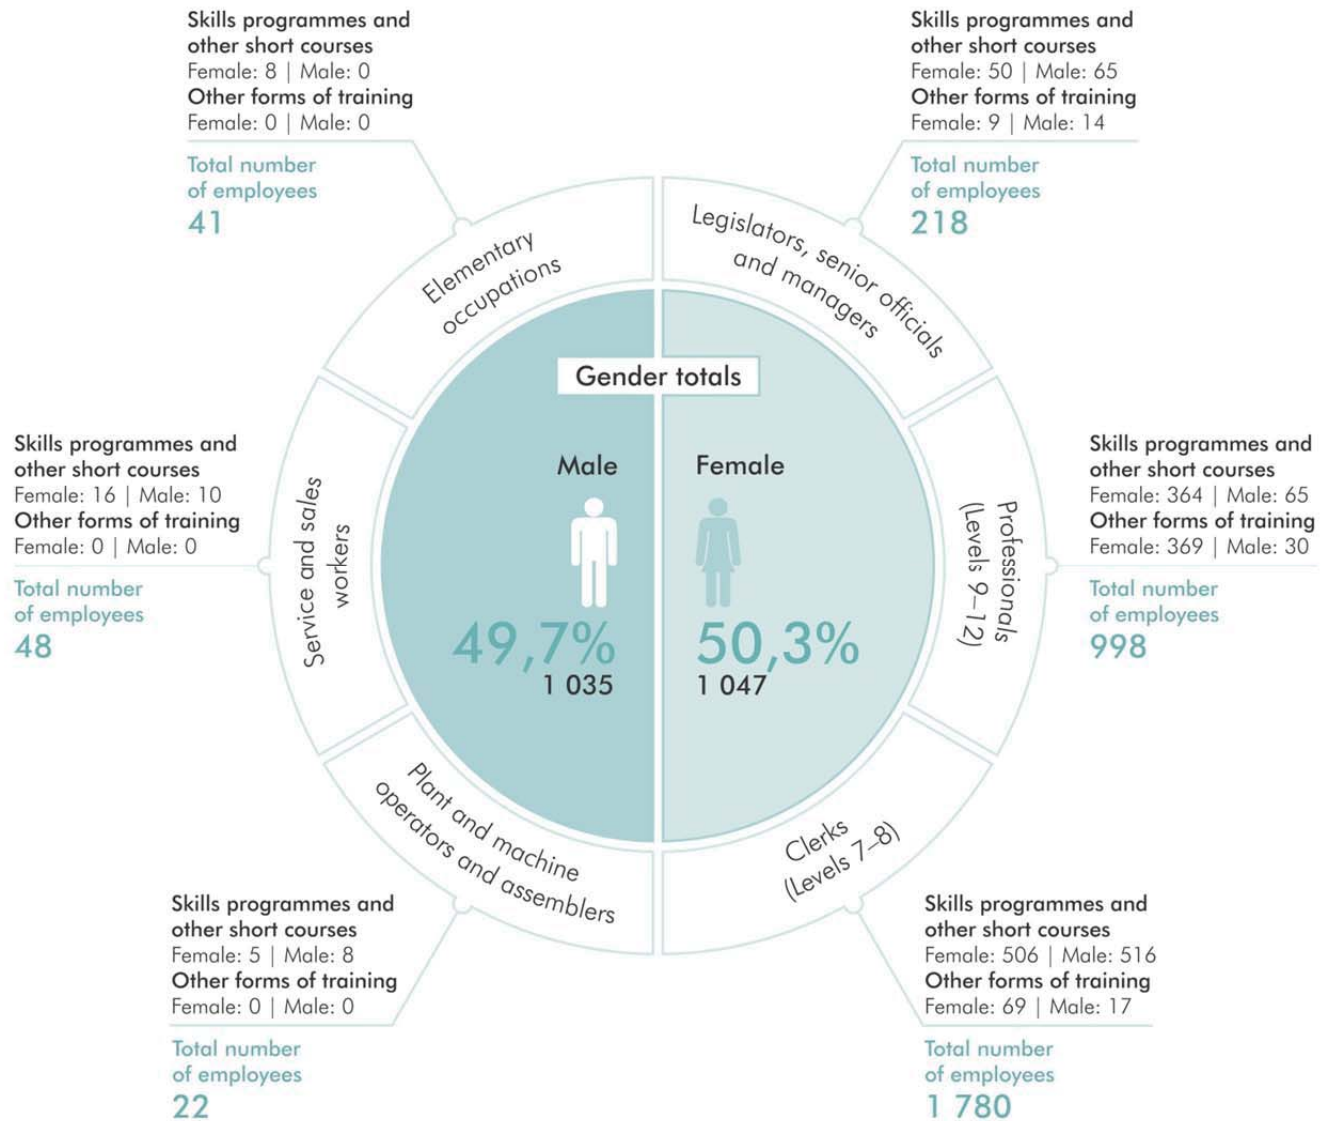 Skills programmes and
other short courses
Female: 8 | Male: 0
Other forms of training
Female: 0 | Male: 0
Total number
of employees
41
Skills programmes and
other short courses
Female: 50 | Male: 65
Other forms of training
Female: 9 | Male: 14
Total number
of employees
218
Elementary
occupations
Legislators, senior officials
and managers
Gender totals
Skills programmes and
other short courses
Female: 16 | Male: 10
Other forms of training
Female: 0 | Male: 0
Total number
of employees
48
Service and sales
workers
Male
49,7%
1 035
Female
50,3%
1 047
Professionals
(Levels 9–12)
Skills programmes and
other short courses
Female: 364 | Male: 65
Other forms of training
Female: 369 | Male: 30
Total number
of employees
998
Plant and machine
operators and assemblers
Clerks
(Levels 7–8)
Skills programmes and
other short courses
Female: 5 | Male: 8
Other forms of training
Female: 0 | Male: 0
Total number
of employees
22
Skills programmes and
other short courses
Female: 506 | Male: 516
Other forms of training
Female: 69 | Male: 17
Total number
of employees
1 780